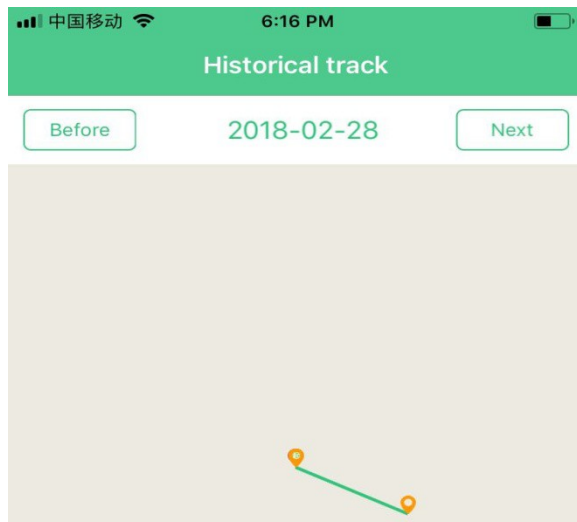 中国移动 6:16 PM
Historical track
Before 2018-02-28 Next